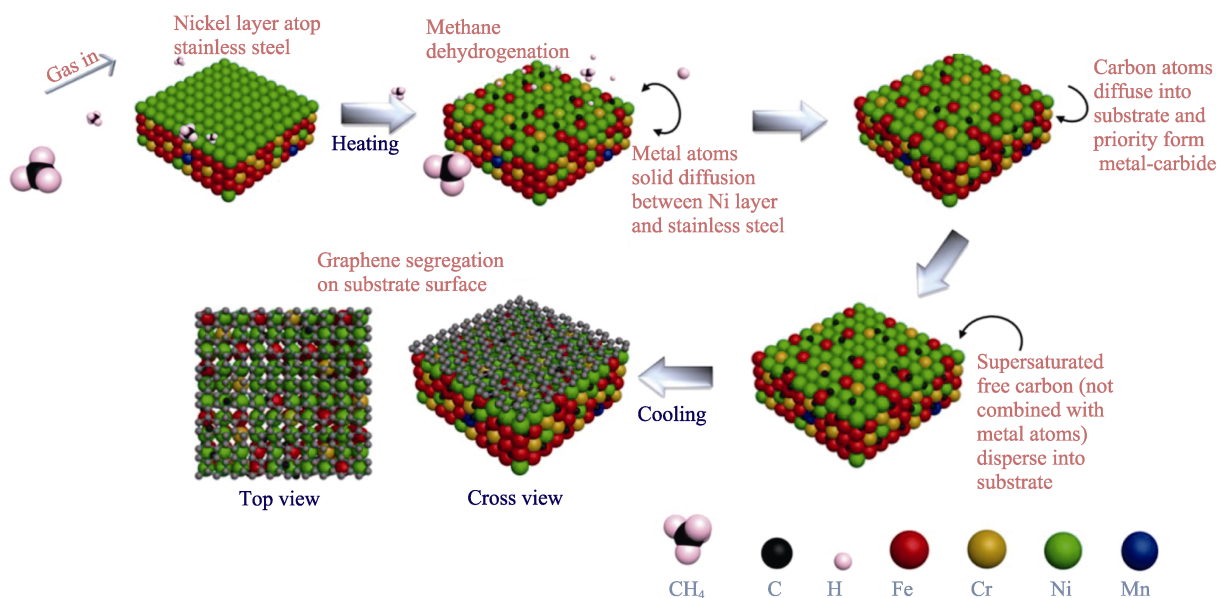 Gas in
Nickel layer atop
stainless steel
Heating
Methane
dehydrogenation
Metal atoms
solid diffusion
between Ni layer
and stainless steel
Carbon atoms
diffuse into
substrate and
priority form
metal-carbide
Supersaturated
free carbon (not
combined with
metal atoms)
disperse into
substrate
Cooling
Graphene segregation
on substrate surface
Top view
Cross view
CH₄ C H Fe Cr Ni Mn